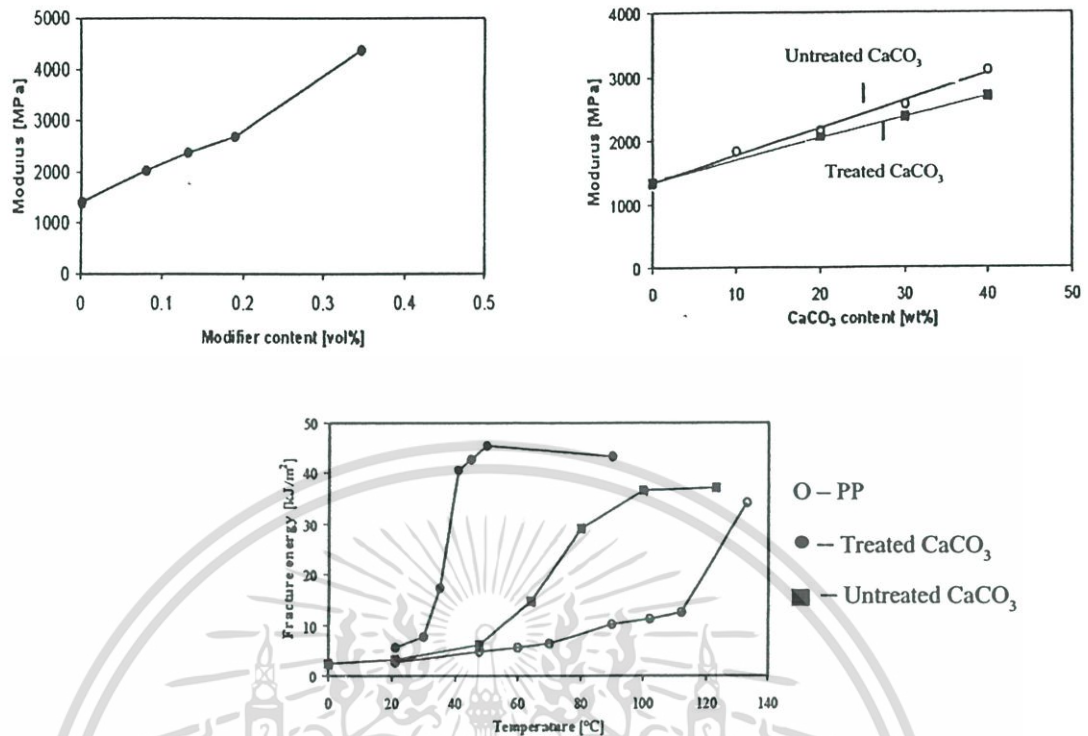 5000
4000
3000
2000
1000
0
Modulus [MPa]
0 0.1 0.2 0.3 0.4 0.5
Modifier content [vol%]
4000
3000
2000
1000
0
Modulus [MPa]
Untreated CaCO₃
Treated CaCO₃
0 10 20 30 40 50
CaCO₃ content [wt%]
50
40
30
20
10
0
Fracture energy [kJ/m²]
0 20 40 60 80 100 120 140
Temperature [°C]
O – PP
● – Treated CaCO₃
■ – Untreated CaCO₃